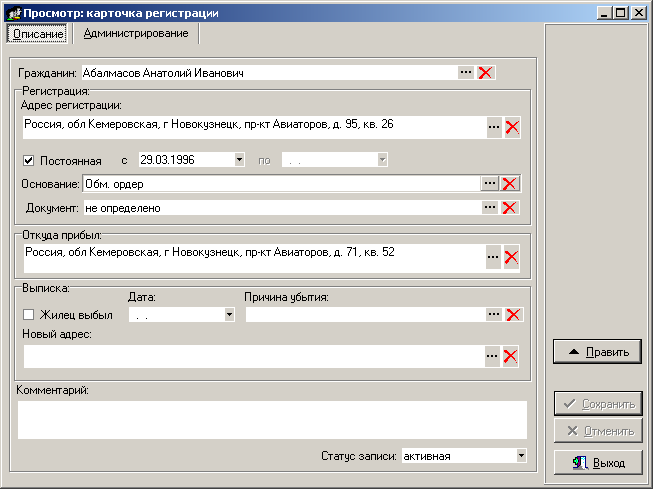 Просмотр: карточка регистрации
Описание Администрирование
Гражданин: Абалмасов Анатолий Иванович ...
Регистрация:
Адрес регистрации:
Россия, обл Кемеровская, г Новокузнецк, пр-кт Авиаторов, д. 95, кв. 26 ...
Постоянная с 29.03.1996 по . .
Основание: Обм. ордер ...
Документ: не определено ...
Откуда прибыл:
Россия, обл Кемеровская, г Новокузнецк, пр-кт Авиаторов, д. 71, кв. 52 ...
Выписка:
Дата: Причина убытия:
Жилец выбыл . . ...
Новый адрес:
...
Комментарий:
Статус записи: активная
Править
Сохранить
Отменить
Выход